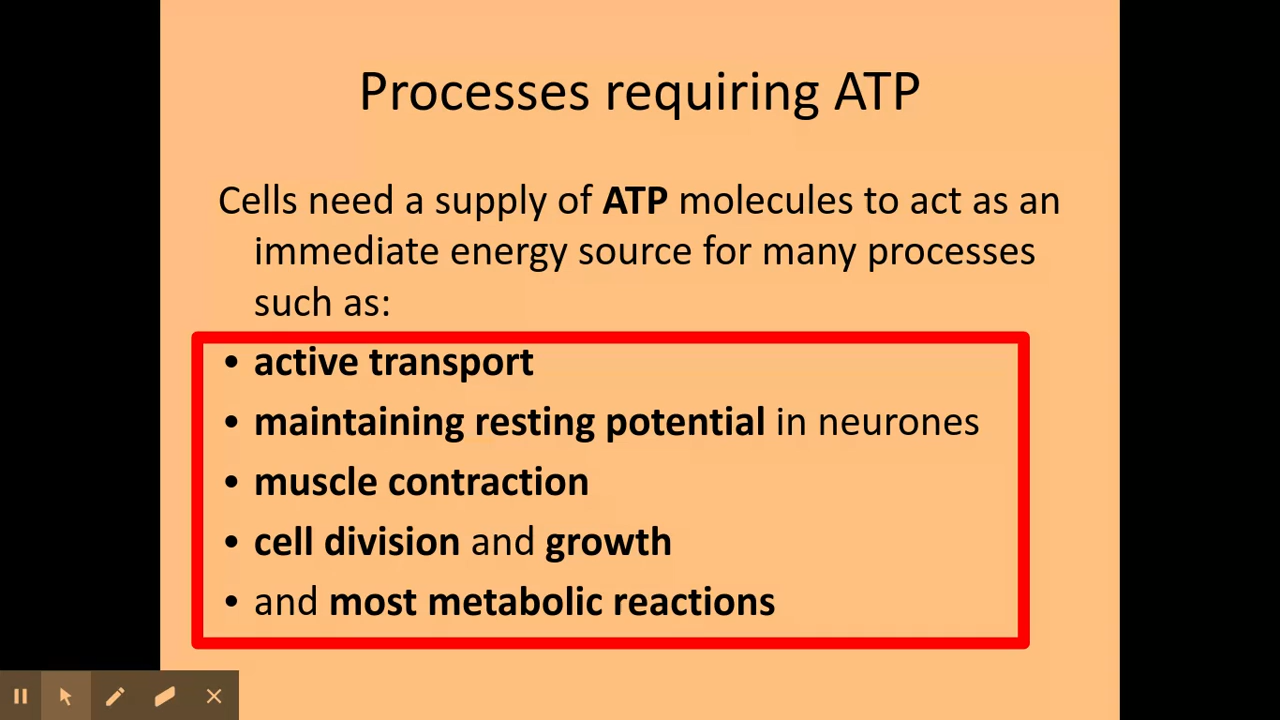 Processes requiring ATP
Cells need a supply of ATP molecules to act as an
immediate energy source for many processes
such as:
• active transport
• maintaining resting potential in neurones
• muscle contraction
• cell division and growth
• and most metabolic reactions